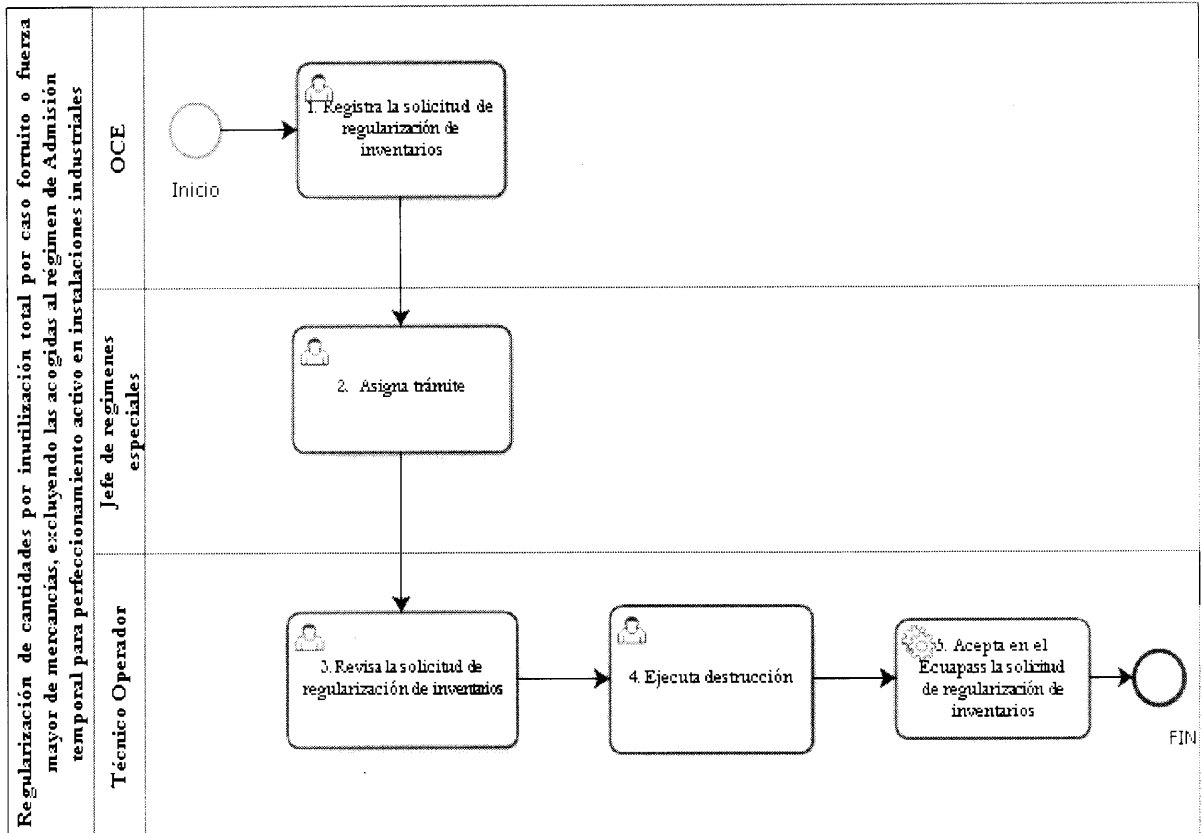 Regularización de cantidades por inutilización total por caso fortuito o fuerza
mayor de mercancías, excluyendo las acogidas al régimen de Admisión
temporal para perfeccionamiento activo en instalaciones industriales
OCE
Inicio
1. Registra la solicitud de
regularización de
inventarios
Jefe de regimenes
especiales
2. Asigna trámite
Técnico Operador
3. Revisa la solicitud de
regularización de inventarios
4. Ejecuta destrucción
5. Acepta en el
Ecuapass la solicitud
de regularización de
inventarios
FIN